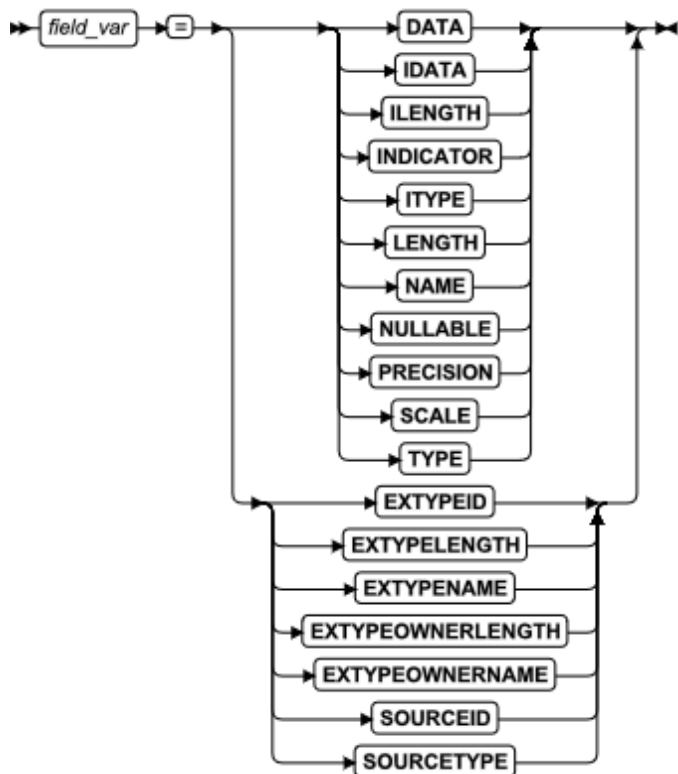 field_var = DATA
IDATA
ILENGTH
INDICATOR
ITYPE
LENGTH
NAME
NULLABLE
PRECISION
SCALE
TYPE
EXTYPEID
EXTYPELENGTH
EXTYPENAME
EXTYPEOWNERLENGTH
EXTYPEOWNERNAME
SOURCEID
SOURCETYPE